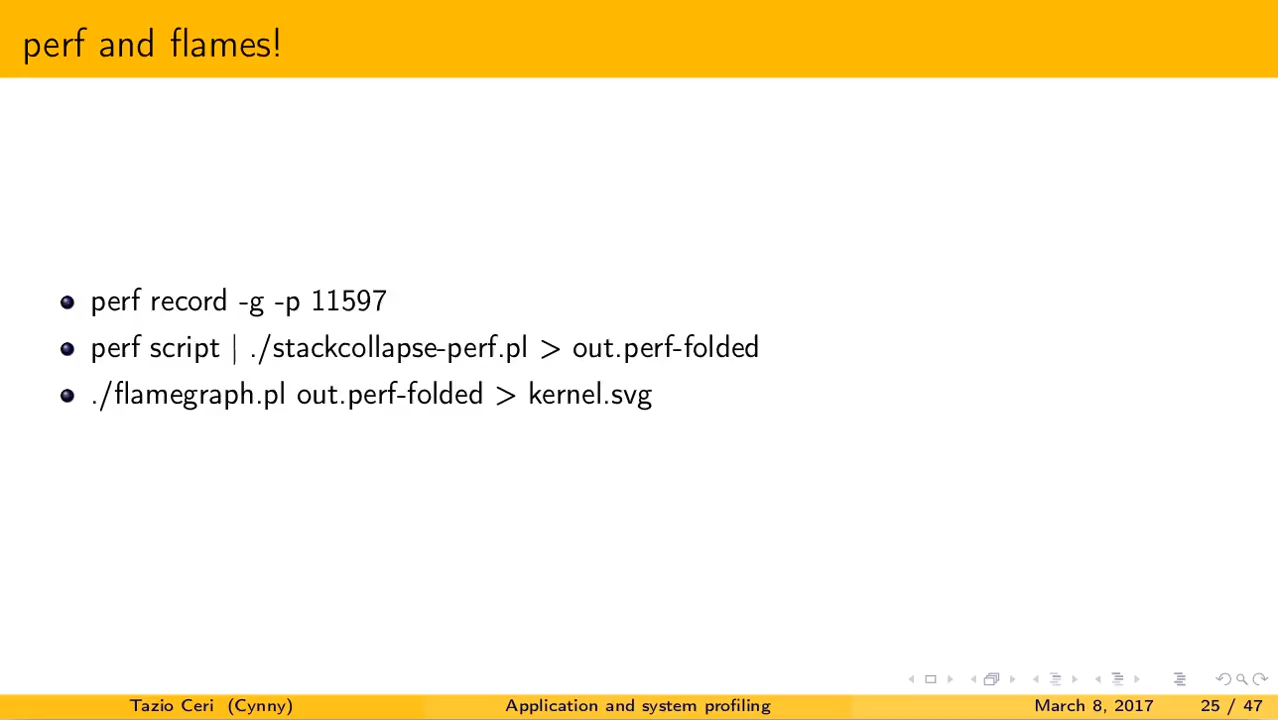 perf and flames!
perf record -g -p 11597
perf script | ./stackcollapse-perf.pl > out.perf-folded
./flamegraph.pl out.perf-folded > kernel.svg
Tazio Ceri (Cynny) Application and system profiling March 8, 2017 25 / 47